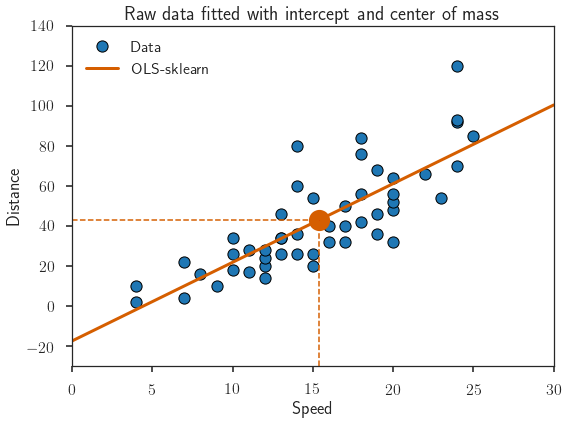 Raw data fitted with intercept and center of mass
Data
OLS-sklearn
140
120
100
80
60
40
20
0
−20
Distance
0 5 10 15 20 25 30
Speed